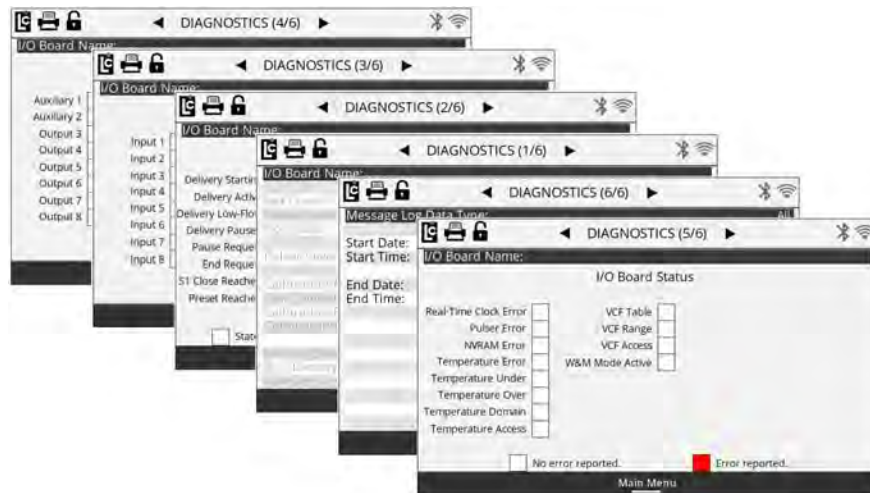 DIAGNOSTICS (4/6)
I/O Board Name:
Auxiliary 1
Auxiliary 2
Output 3
Output 4
Output 5
Output 6
Output 7
Output 8
DIAGNOSTICS (3/6)
I/O Board Name:
Input 1
Input 2
Input 3
Input 4
Input 5
Input 6
Input 7
Input 8
DIAGNOSTICS (2/6)
I/O Board Name:
Delivery Startin
Delivery Activ
Delivery Low-Flo
Delivery Pause
Pause Reque
End Reque
S1 Close Reache
Preset Reache
State
DIAGNOSTICS (1/6)
I/O Board Name:
DIAGNOSTICS (6/6)
Message Log Data Type: All
Start Date:
Start Time:
End Date:
End Time:
DIAGNOSTICS (5/6)
I/O Board Name:
I/O Board Status
Real-Time Clock Error
Pulser Error
NVRAM Error
Temperature Error
Temperature Under
Temperature Over
Temperature Domain
Temperature Access
VCF Table
VCF Range
VCF Access
W&M Mode Active
No error reported.
Error reported.
Main Menu